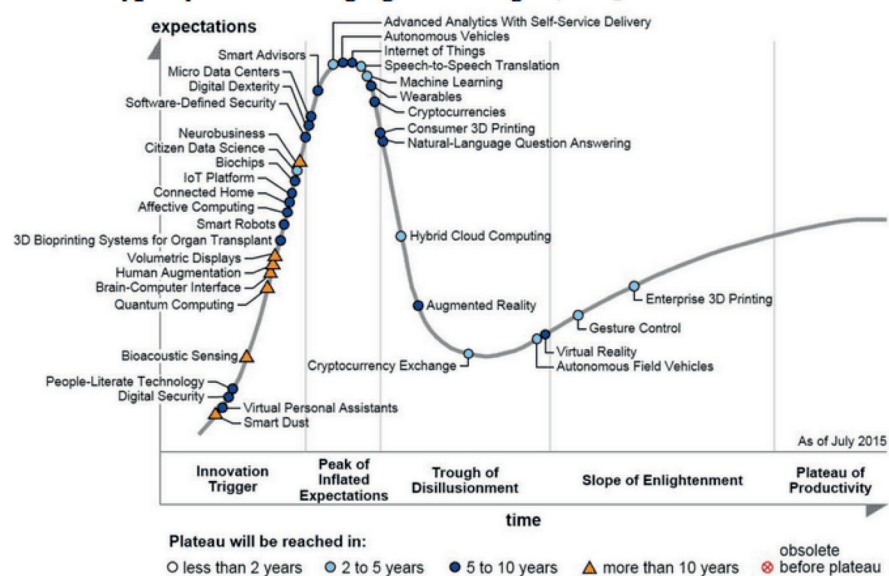 expectations
Advanced Analytics With Self-Service Delivery
Autonomous Vehicles
Internet of Things
Speech-to-Speech Translation
Machine Learning
Wearables
Cryptocurrencies
Consumer 3D Printing
Natural-Language Question Answering
Smart Advisors
Micro Data Centers
Digital Dexterity
Software-Defined Security
Neurobusiness
Citizen Data Science
Biochips
IoT Platform
Connected Home
Affective Computing
Smart Robots
3D Bioprinting Systems for Organ Transplant
Volumetric Displays
Human Augmentation
Brain-Computer Interface
Quantum Computing
Bioacoustic Sensing
People-Literate Technology
Digital Security
Virtual Personal Assistants
Smart Dust
Hybrid Cloud Computing
Augmented Reality
Cryptocurrency Exchange
Enterprise 3D Printing
Gesture Control
Virtual Reality
Autonomous Field Vehicles
As of July 2015
Innovation
Trigger
Peak of
Inflated
Expectations
Trough of
Disillusionment
Slope of Enlightenment
Plateau of
Productivity
time
Plateau will be reached in:
less than 2 years
2 to 5 years
5 to 10 years
more than 10 years
obsolete
before plateau